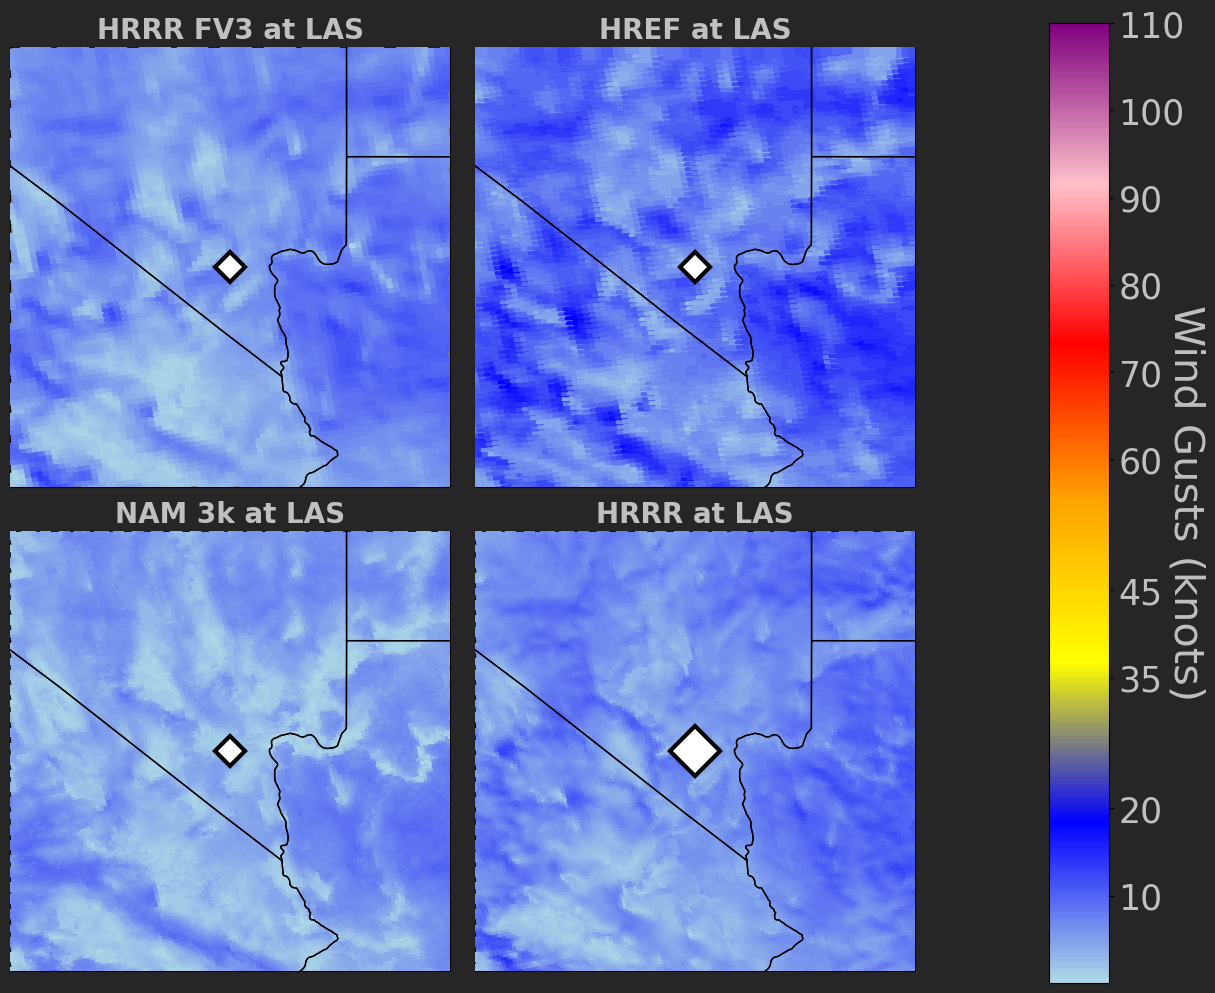 HRRR FV3 at LAS
HREF at LAS
NAM 3k at LAS
HRRR at LAS
110
100
90
80
70
60
45
35
20
10
Wind Gusts (knots)